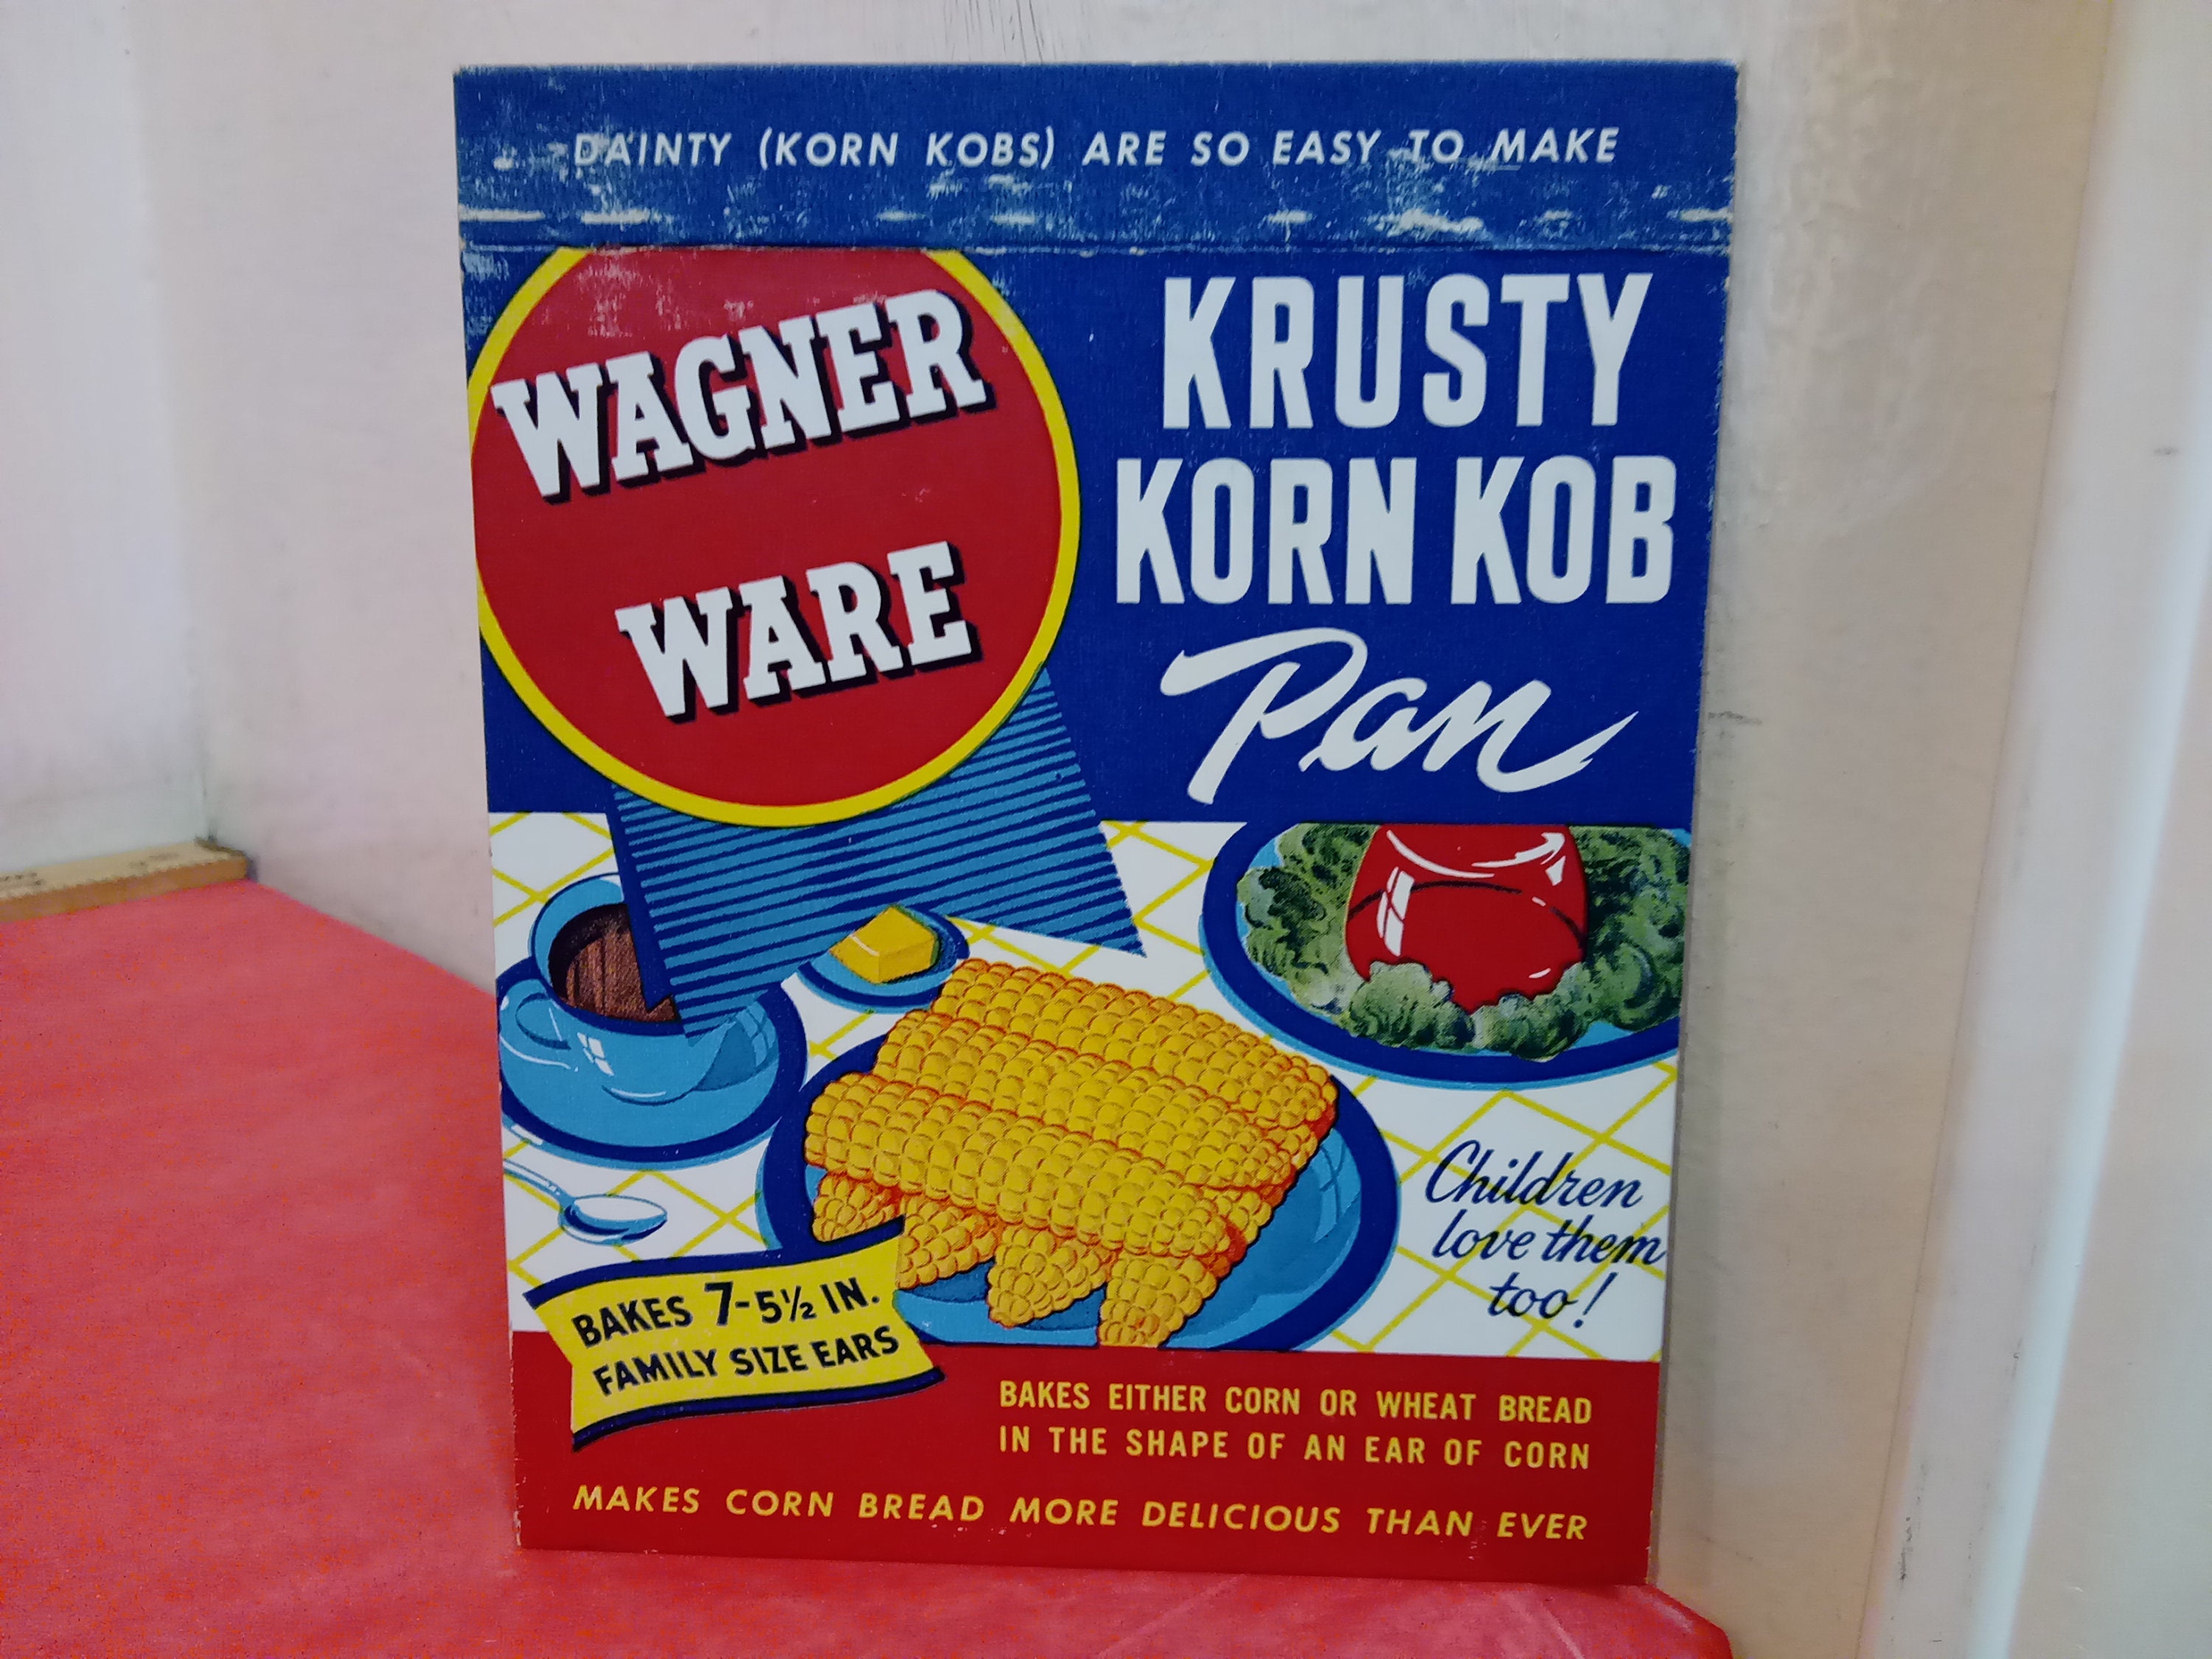 DAINTY (KORN KOBS) ARE SO EASY TO MAKE
WAGNER
WARE
KRUSTY
KORN KOB
Pan
Children
love them
too!
BAKES 7-5½ IN.
FAMILY SIZE EARS
BAKES EITHER CORN OR WHEAT BREAD
IN THE SHAPE OF AN EAR OF CORN
MAKES CORN BREAD MORE DELICIOUS THAN EVER